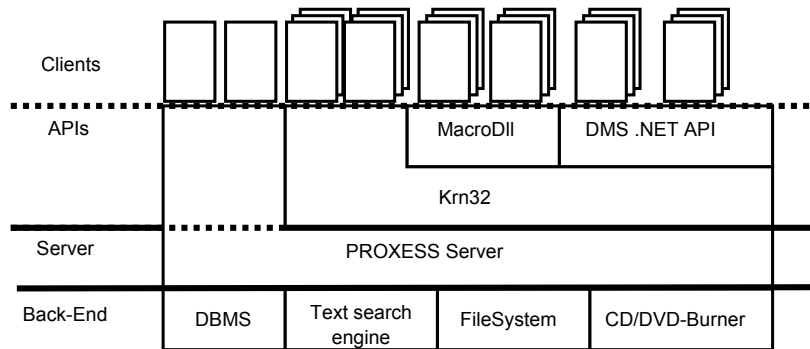 Clients
APIs
MacroDll
DMS .NET API
Krn32
Server
PROXESS Server
Back-End
DBMS
Text search
engine
FileSystem
CD/DVD-Burner